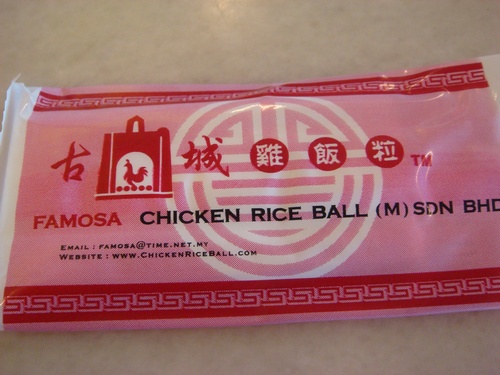 古城 雞飯粒 TM
FAMOSA CHICKEN RICE BALL (M) SDN BHD
EMAIL : FAMOSA@TIME.NET.MY
WEBSITE : WWW.CHICKENRICEBALL.COM